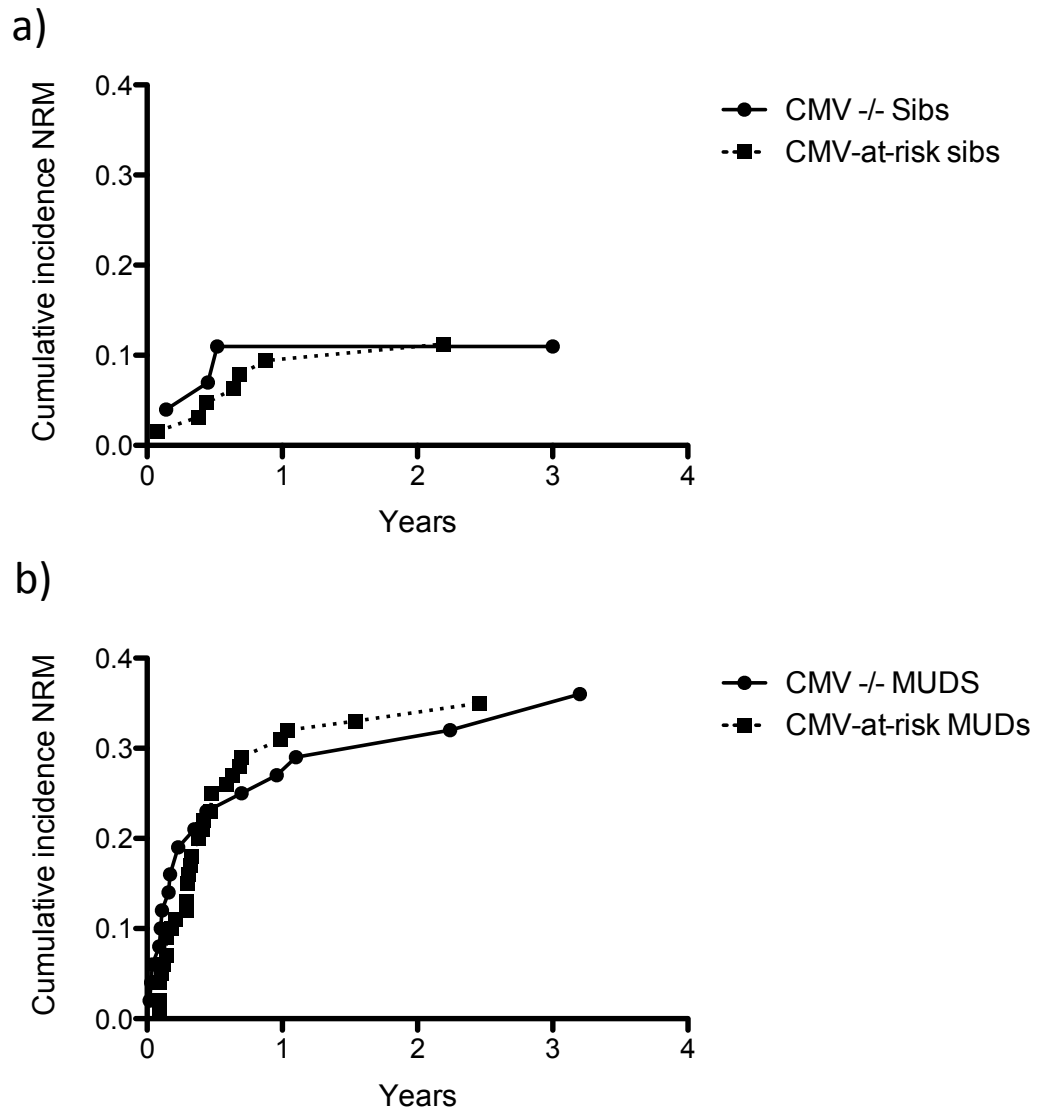 a)
Cumulative incidence NRM
0.4
0.3
0.2
0.1
0.0
0 1 2 3 4
Years
CMV -/- Sibs
CMV-at-risk sibs
b)
Cumulative incidence NRM
0.4
0.3
0.2
0.1
0.0
0 1 2 3 4
Years
CMV -/- MUDS
CMV-at-risk MUDs